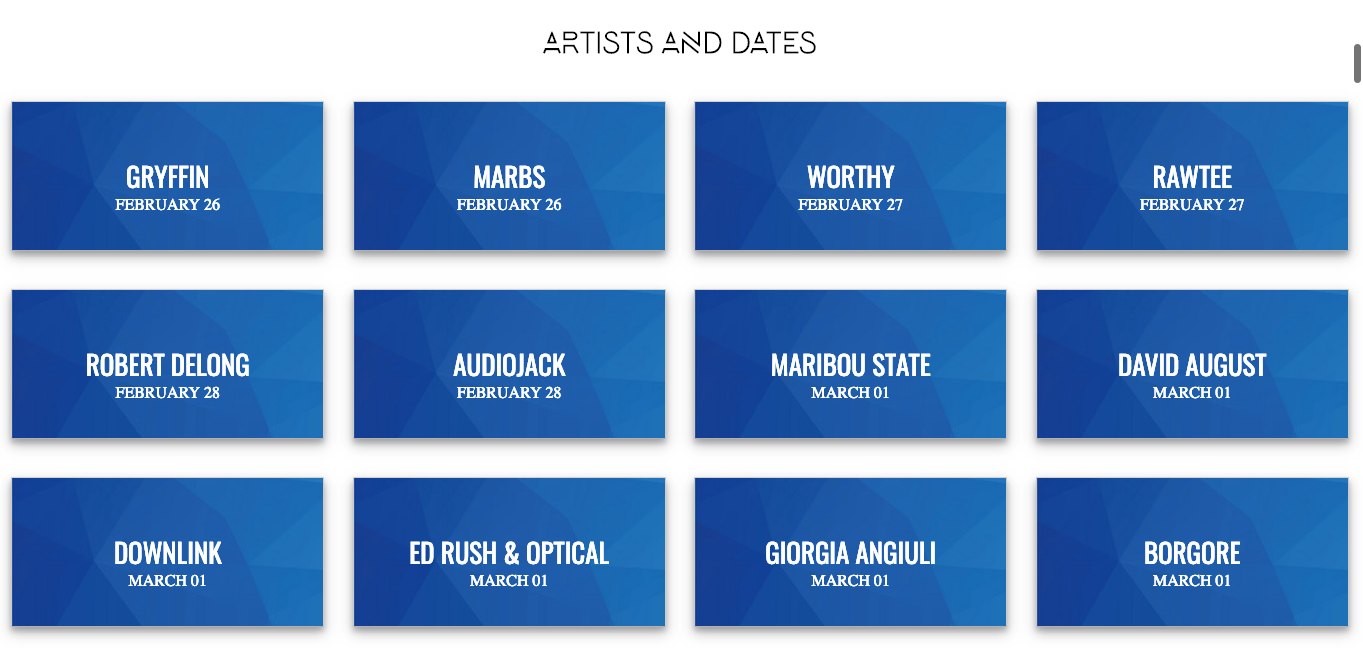 ARTISTS AND DATES
GRYFFIN
FEBRUARY 26
MARBS
FEBRUARY 26
WORTHY
FEBRUARY 27
RAWTEE
FEBRUARY 27
ROBERT DELONG
FEBRUARY 28
AUDIOJACK
FEBRUARY 28
MARIBOU STATE
MARCH 01
DAVID AUGUST
MARCH 01
DOWNLINK
MARCH 01
ED RUSH & OPTICAL
MARCH 01
GIORGIA ANGIULI
MARCH 01
BORGORE
MARCH 01